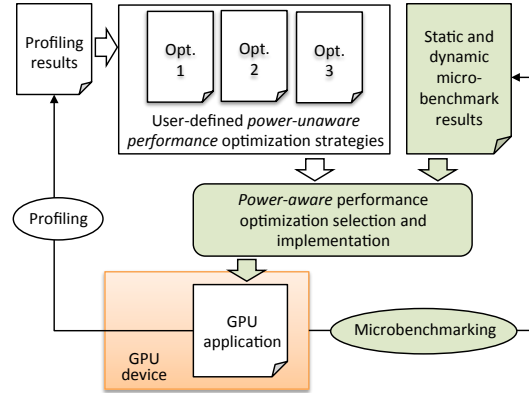 Profiling
results
Opt.
1
Opt.
2
Opt.
3
User-defined power-unaware
performance optimization strategies
Static and
dynamic
micro-
benchmark
results
Power-aware performance
optimization selection and
implementation
Profiling
GPU
application
GPU
device
Microbenchmarking